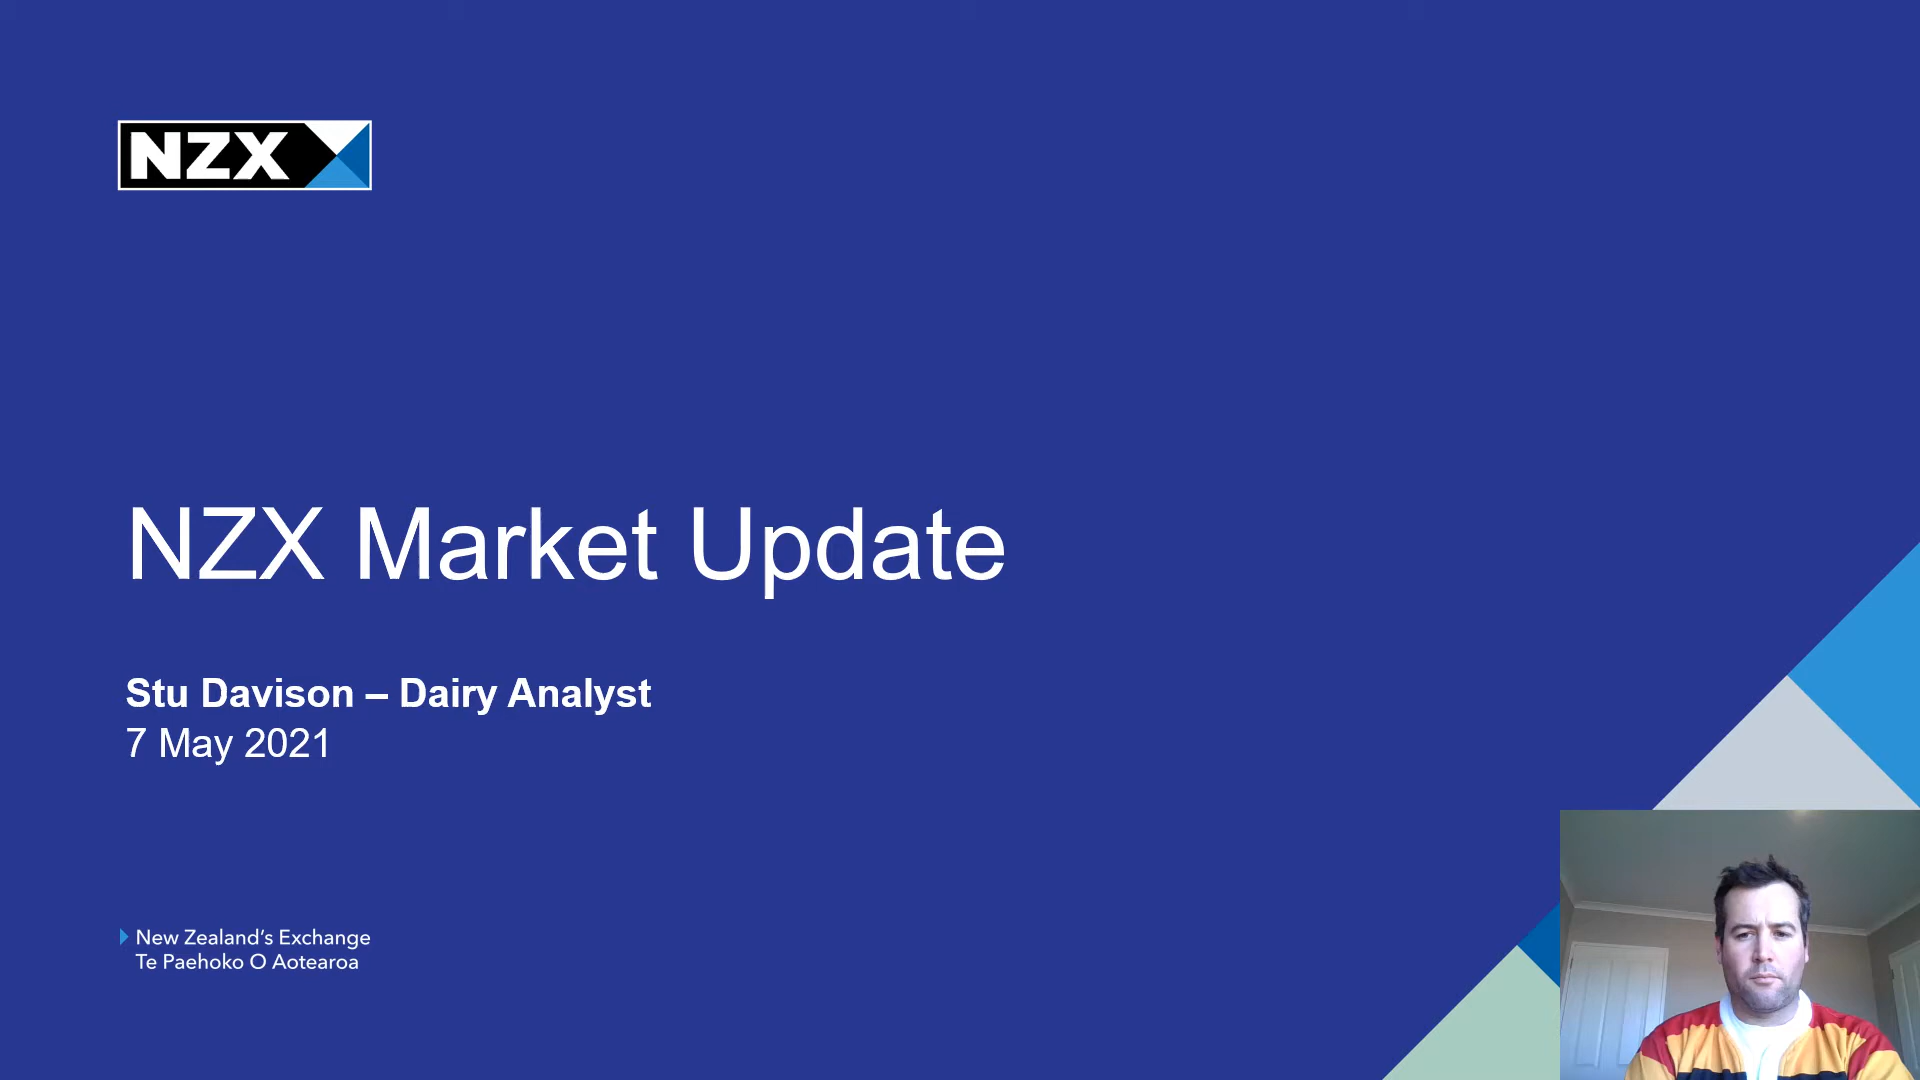 NZX
NZX Market Update
Stu Davison – Dairy Analyst
7 May 2021
New Zealand's Exchange
Te Paehoko O Aotearoa